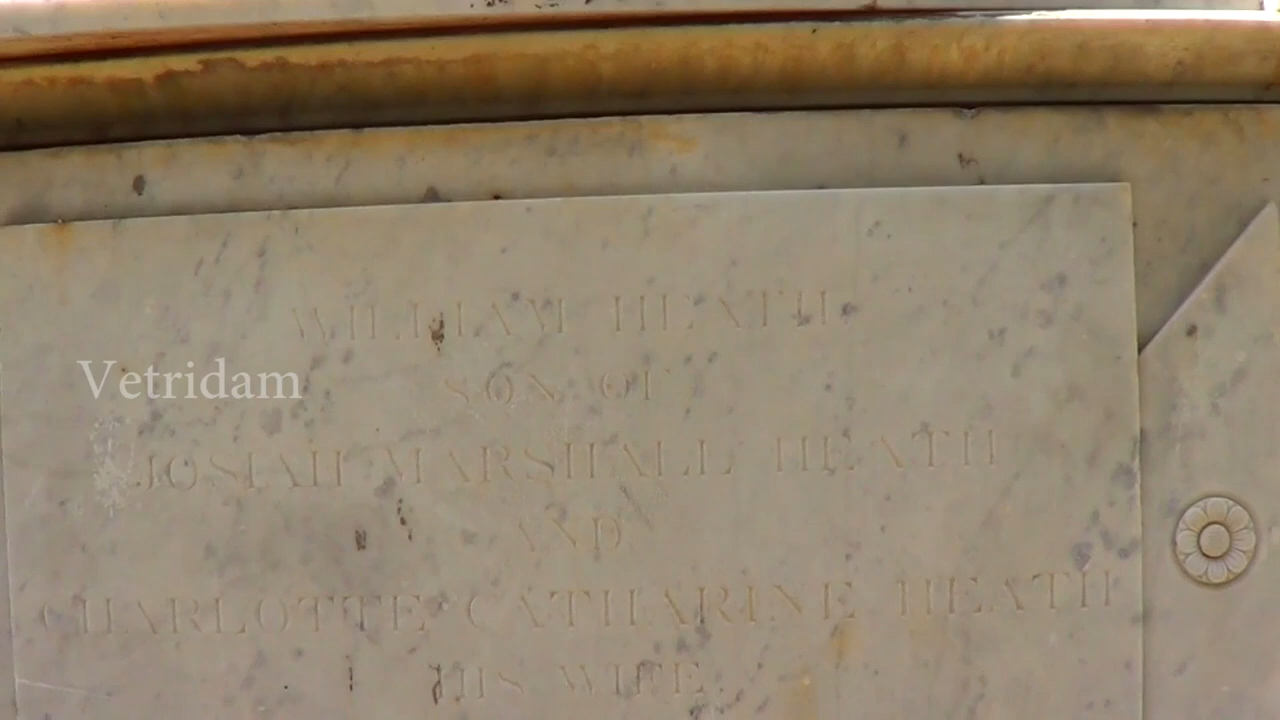 WILLIAM HEATH
SON OF
Vetridam
JOSIAH MARSHALL HEATH
AND
CHARLOTTE CATHARINE HEATH
HIS WIFE